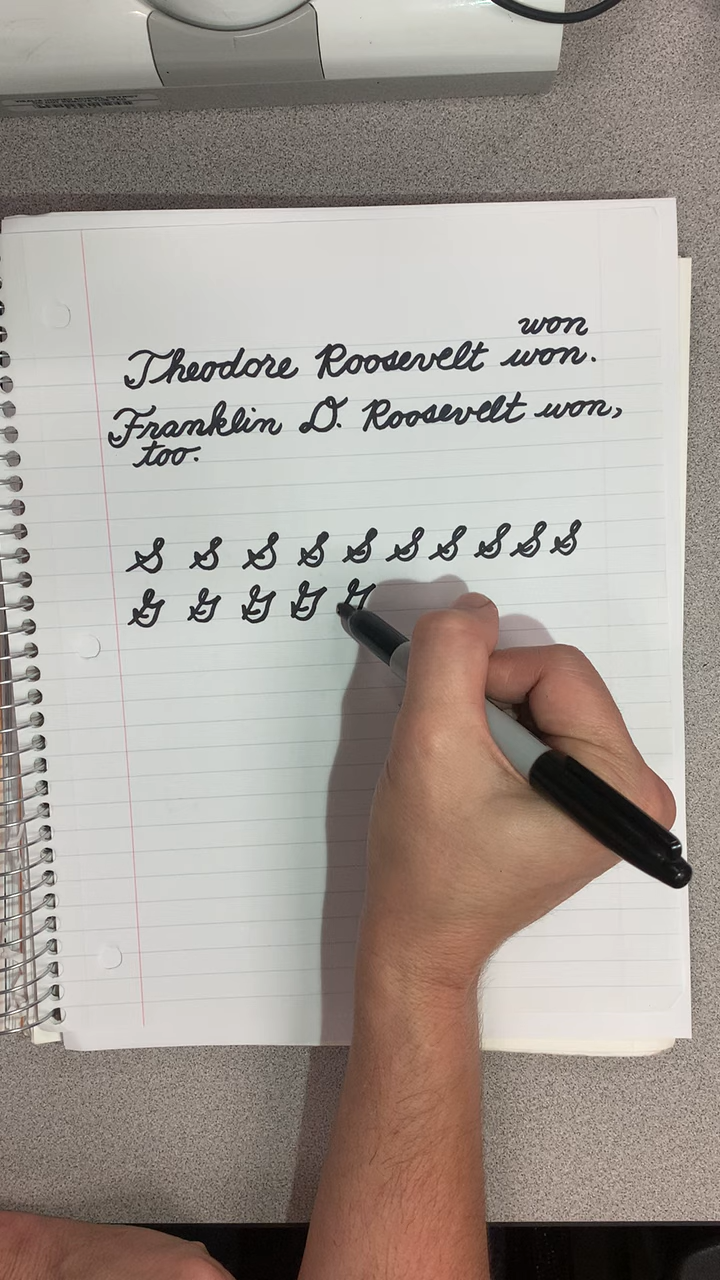 won
Theodore Roosevelt won.
Franklin D. Roosevelt won,
too.
S S S S S S S S S S
G G G G G